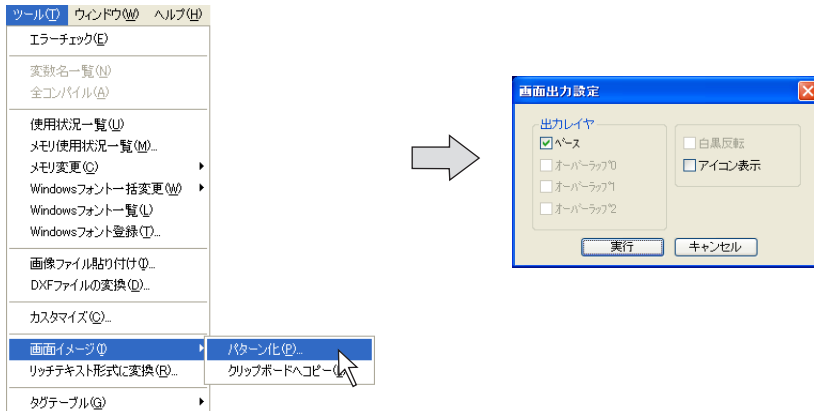 ツール(T) ウィンドウ(W) ヘルプ(H)
エラーチェック(E)
変数名一覧(N)
全コンパイル(A)
使用状況一覧(U)
メモリ使用状況一覧(M)...
メモリ変更(C)
Windowsフォント一括変更(W)
Windowsフォント一覧(L)
Windowsフォント登録(T)...
画像ファイル貼り付け(I)...
DXFファイルの変換(D)...
カスタマイズ(C)...
画面イメージ(I)
リッチテキスト形式に変換(R)...
タグテーブル(G)
パターン化(P)...
クリップボードへコピー
画面出力設定
出力レイヤ
ベース
オーバーラップ0
オーバーラップ1
オーバーラップ2
白黒反転
アイコン表示
実行 キャンセル